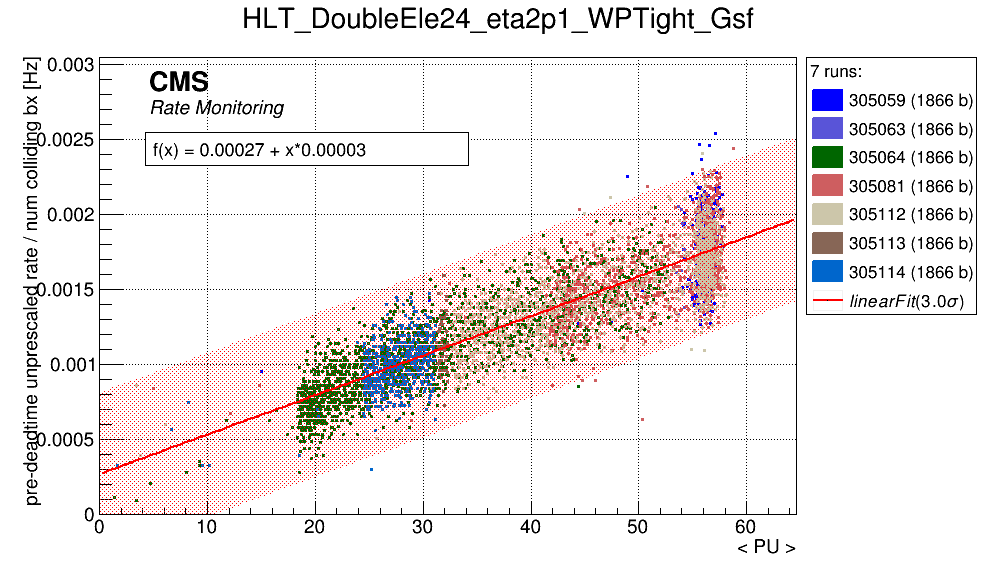 HLT_DoubleEle24_eta2p1_WPTight_Gsf
pre-deadtime unprescaled rate / num colliding bx [Hz]
0.003
0.0025
0.002
0.0015
0.001
0.0005
0
CMS
Rate Monitoring
f(x) = 0.00027 + x*0.00003
0 10 20 30 40 50 60
< PU >
7 runs:
305059 (1866 b)
305063 (1866 b)
305064 (1866 b)
305081 (1866 b)
305112 (1866 b)
305113 (1866 b)
305114 (1866 b)
linearFit(3.0σ)